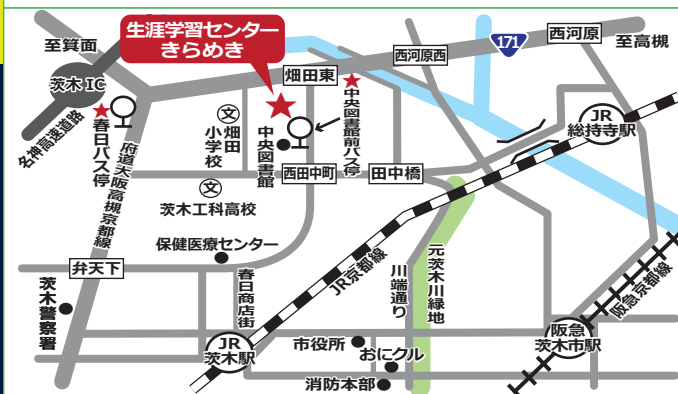 生涯学習センター
きらめき
至箕面
茨木IC
名神高速道路
春日バス停
府道大阪高槻京都線
文
畑田
小学校
中央図書館
畑田東
中央図書館前バス停
西河原西
171
西河原
至高槻
JR
総持寺駅
西田中町
田中橋
文
茨木工科高校
保健医療センター
弁天下
春日商店街
JR京都線
川端通り
元茨木川緑地
阪急京都線
茨木警察署
JR
茨木駅
市役所
おにクル
消防本部
阪急
茨木市駅